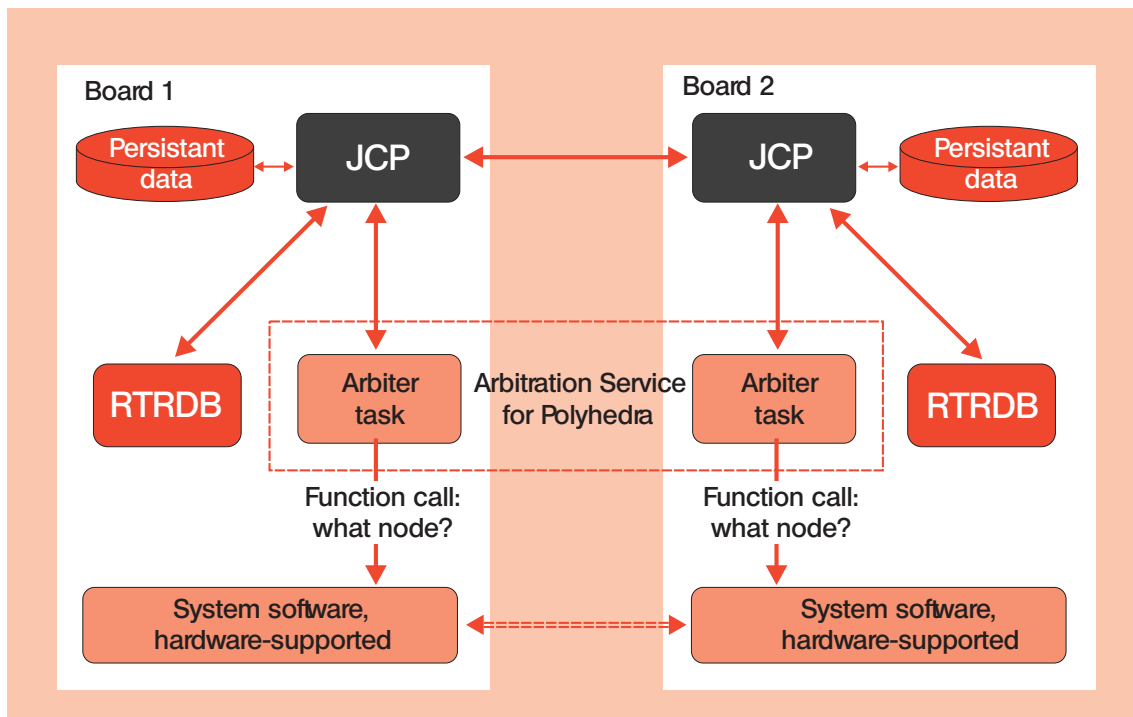 Board 1
Persistant
data
JCP
RTRDB
Arbiter
task
Function call:
what node?
System software,
hardware-supported
Arbitration Service
for Polyhedra
Board 2
JCP
Persistant
data
Arbiter
task
RTRDB
Function call:
what node?
System software,
hardware-supported